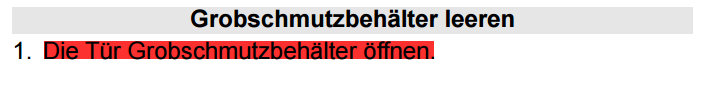 Grobschmutzbehälter leeren
1. Die Tür Grobschmutzbehälter öffnen.